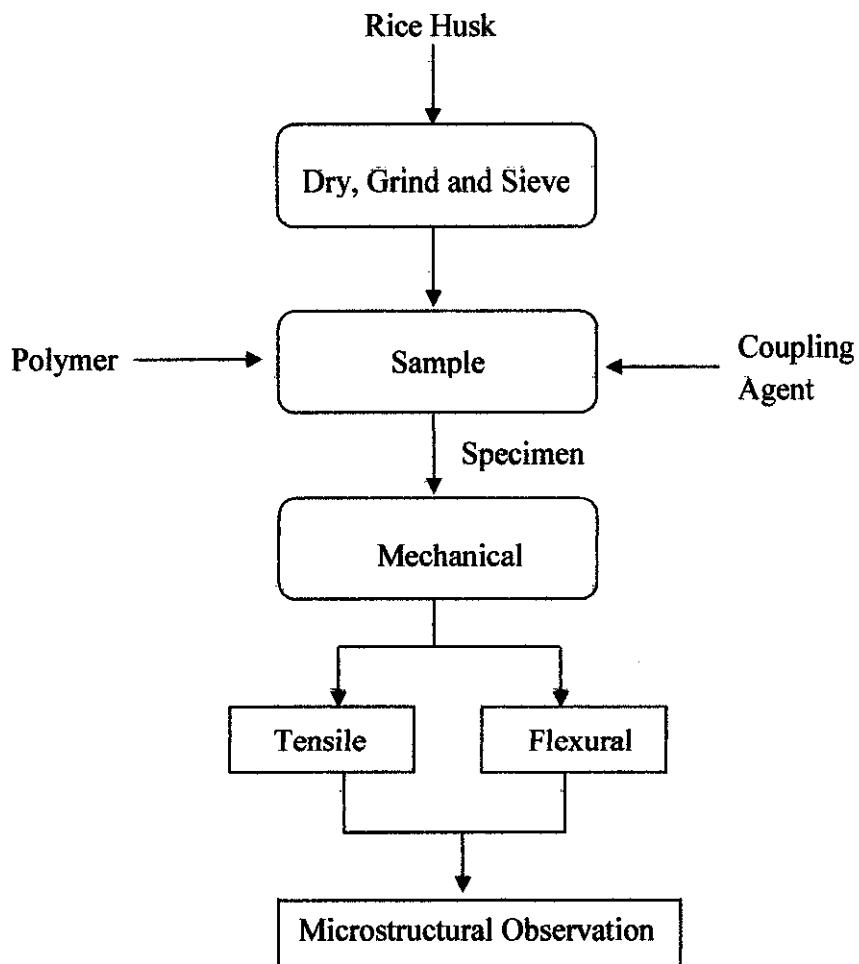 Rice Husk
Dry, Grind and Sieve
Polymer
Sample
Coupling
Agent
Specimen
Mechanical
Tensile
Flexural
Microstructural Observation